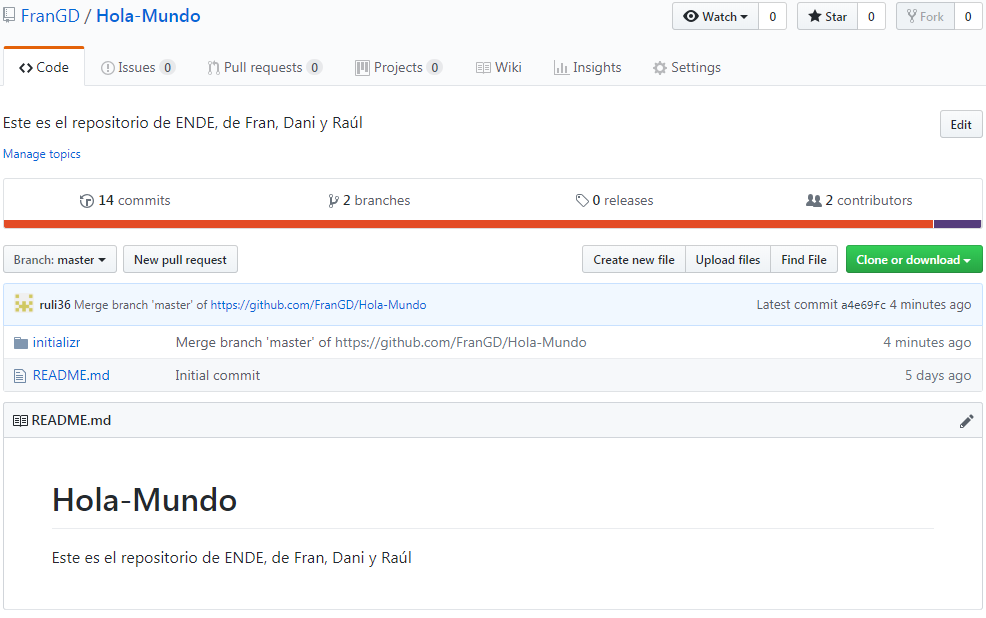 FranGD / Hola-Mundo Watch 0 Star 0 Fork 0
Code Issues 0 Pull requests 0 Projects 0 Wiki Insights Settings
Este es el repositorio de ENDE, de Fran, Dani y Raúl Edit
Manage topics
14 commits 2 branches 0 releases 2 contributors
Branch: master New pull request Create new file Upload files Find File Clone or download
ruli36 Merge branch 'master' of https://github.com/FranGD/Hola-Mundo Latest commit a4e69fc 4 minutes ago
initializr Merge branch 'master' of https://github.com/FranGD/Hola-Mundo 4 minutes ago
README.md Initial commit 5 days ago
README.md
Hola-Mundo
Este es el repositorio de ENDE, de Fran, Dani y Raúl